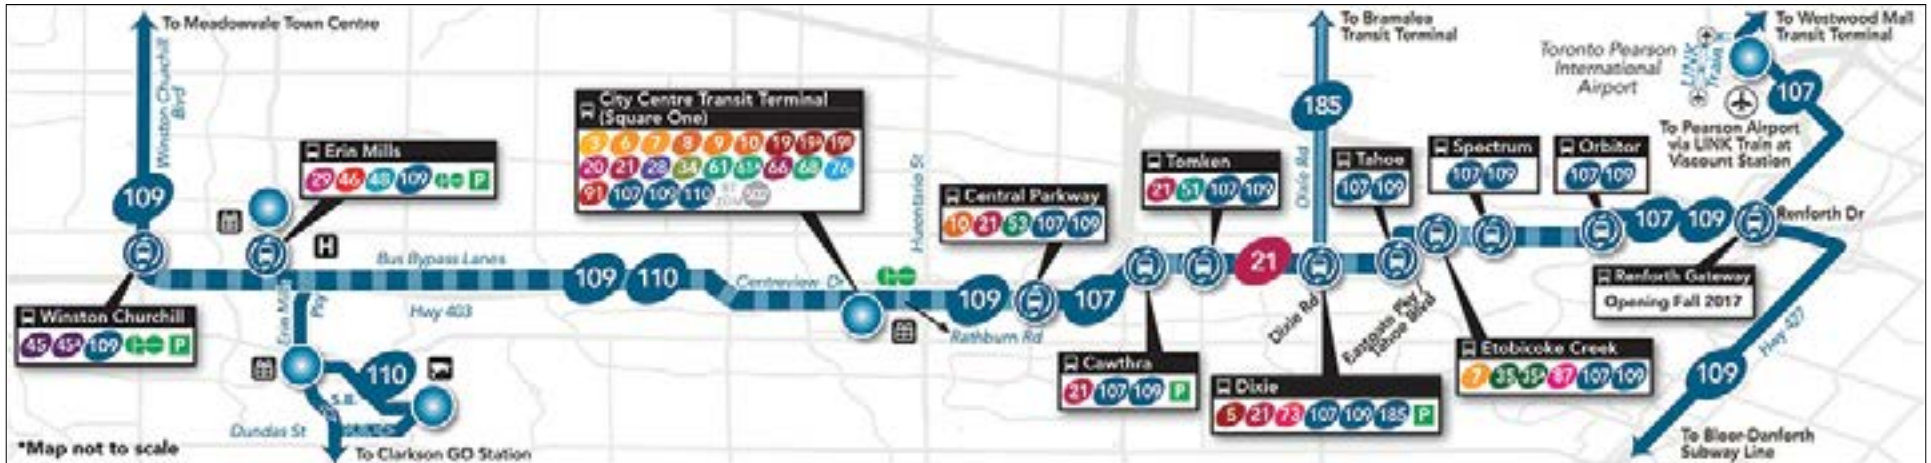 To Meadowvale Town Centre
Winston Churchill
Blvd
109
Winston Churchill
45 45A 109 P
Erin Mills
29 46 48 109 P
H
Bus Bypass Lanes
Hwy 403
109 110
Erin Mills
Pky
110
S.B.
Dundas St
To Clarkson GO Station
*Map not to scale
City Centre Transit Terminal
(Square One)
3 6 7 8 9 10 19 19A 19B
20 21 28 34 61 61A 66 68 76
91 107 109 110 502
Centreview Dr
Hurontario St
Rathburn Rd
109
Central Parkway
10 21 53 107 109
107
Cawthra
21 107 109 P
Tomken
21 51 107 109
21
To Bramalea
Transit Terminal
185
Dixie Rd
Dixie Rd
Dixie
5 21 73 107 109 185 P
Tahoe
107 109
Eastgate Pky /
Tahoe Blvd
Etobicoke Creek
7 35 35A 87 107 109
Spectrum
107 109
Orbitor
107 109
107 109
Renforth Dr
Renforth Gateway
Opening Fall 2017
Toronto Pearson
International
Airport
LINK
Train
To Westwood Mall
Transit Terminal
107
To Pearson Airport
via LINK Train at
Viscount Station
Hwy 427
109
To Bloor-Danforth
Subway Line